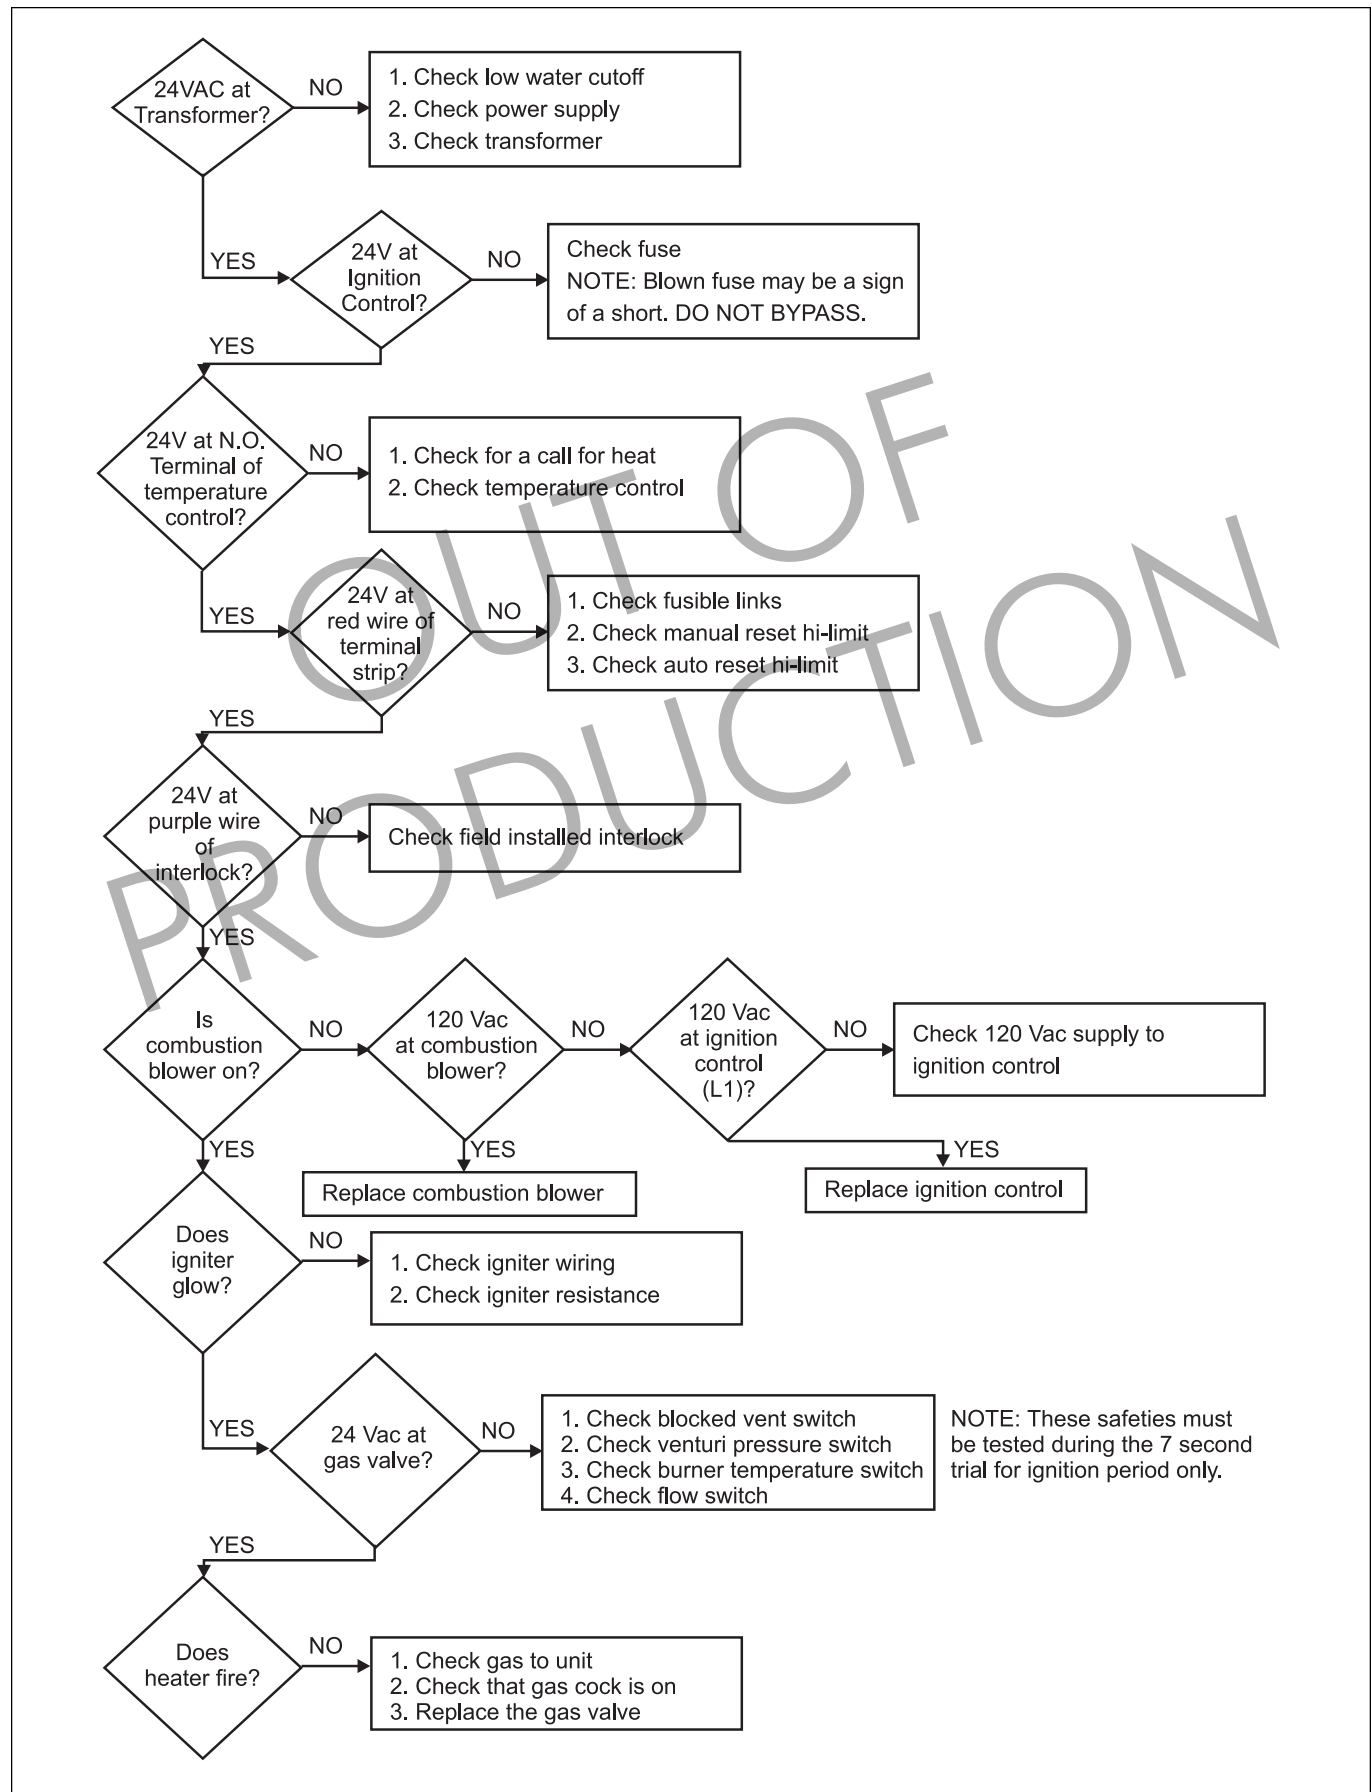 24VAC at
Transformer?
NO
1. Check low water cutoff
2. Check power supply
3. Check transformer
YES
24V at
Ignition
Control?
NO
Check fuse
NOTE: Blown fuse may be a sign
of a short. DO NOT BYPASS.
YES
24V at N.O.
Terminal of
temperature
control?
NO
1. Check for a call for heat
2. Check temperature control
YES
24V at
red wire of
terminal
strip?
NO
1. Check fusible links
2. Check manual reset hi-limit
3. Check auto reset hi-limit
YES
24V at
purple wire
of
interlock?
NO
Check field installed interlock
YES
Is
combustion
blower on?
NO
120 Vac
at combustion
blower?
NO
120 Vac
at ignition
control
(L1)?
NO
Check 120 Vac supply to
ignition control
YES
YES
Replace combustion blower
YES
Replace ignition control
Does
igniter
glow?
NO
1. Check igniter wiring
2. Check igniter resistance
YES
24 Vac at
gas valve?
NO
1. Check blocked vent switch
2. Check venturi pressure switch
3. Check burner temperature switch
4. Check flow switch
NOTE: These safeties must
be tested during the 7 second
trial for ignition period only.
YES
Does
heater fire?
NO
1. Check gas to unit
2. Check that gas cock is on
3. Replace the gas valve
OUT OF
PRODUCTION